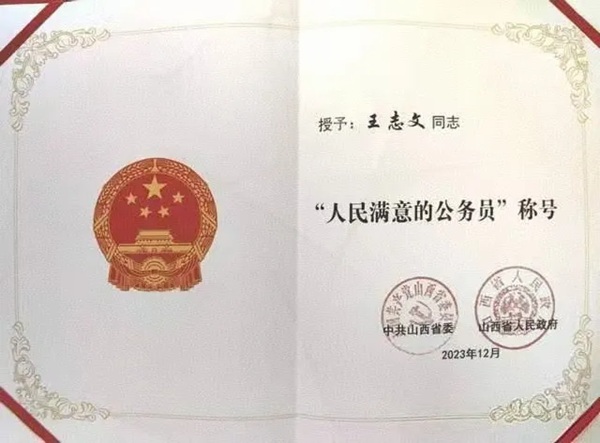 授予：王志文同志
“人民满意的公务员”称号
中共山西省委 山西省人民政府
2023年12月